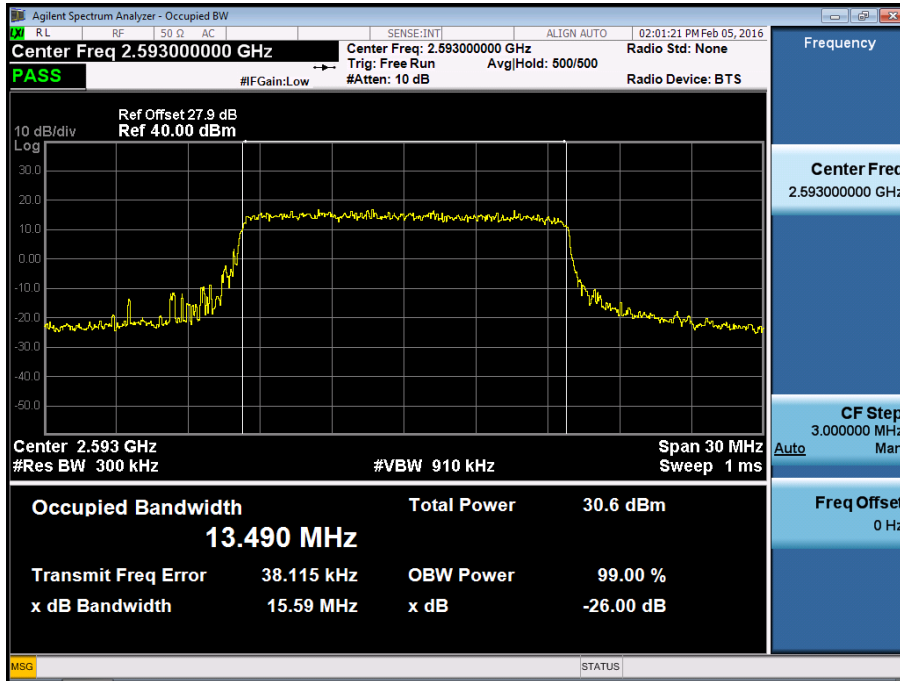 Agilent Spectrum Analyzer - Occupied BW
LXI RL RF 50 Ω AC SENSE:INT ALIGN AUTO 02:01:21 PM Feb 05, 2016
Center Freq 2.593000000 GHz
Center Freq: 2.593000000 GHz
Radio Std: None
Trig: Free Run Avg|Hold: 500/500
PASS
#IFGain:Low
#Atten: 10 dB
Radio Device: BTS
Ref Offset 27.9 dB
10 dB/div Ref 40.00 dBm
Log
30.0
20.0
10.0
0.00
-10.0
-20.0
-30.0
-40.0
-50.0
Center 2.593 GHz
Span 30 MHz
#Res BW 300 kHz
#VBW 910 kHz
Sweep 1 ms
Occupied Bandwidth
Total Power 30.6 dBm
13.490 MHz
Transmit Freq Error 38.115 kHz
OBW Power 99.00 %
x dB Bandwidth 15.59 MHz
x dB -26.00 dB
Frequency
Center Freq
2.593000000 GHz
CF Step
3.000000 MHz
Auto Man
Freq Offset
0 Hz
MSG
STATUS